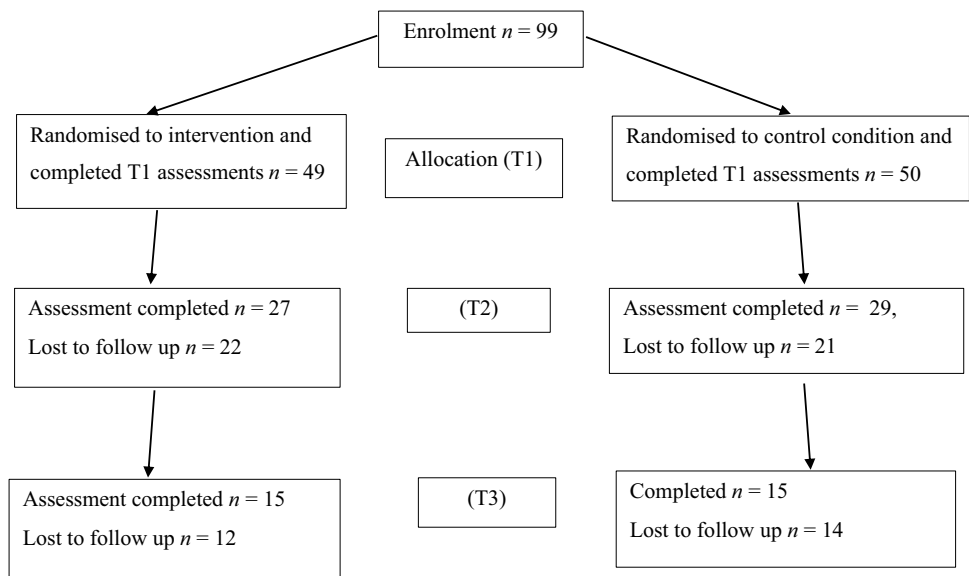 Enrolment n = 99
Randomised to intervention and
completed T1 assessments n = 49
Allocation (T1)
Randomised to control condition and
completed T1 assessments n = 50
Assessment completed n = 27
Lost to follow up n = 22
(T2)
Assessment completed n =  29,
Lost to follow up n = 21
Assessment completed n = 15
Lost to follow up n = 12
(T3)
Completed n = 15
Lost to follow up n = 14